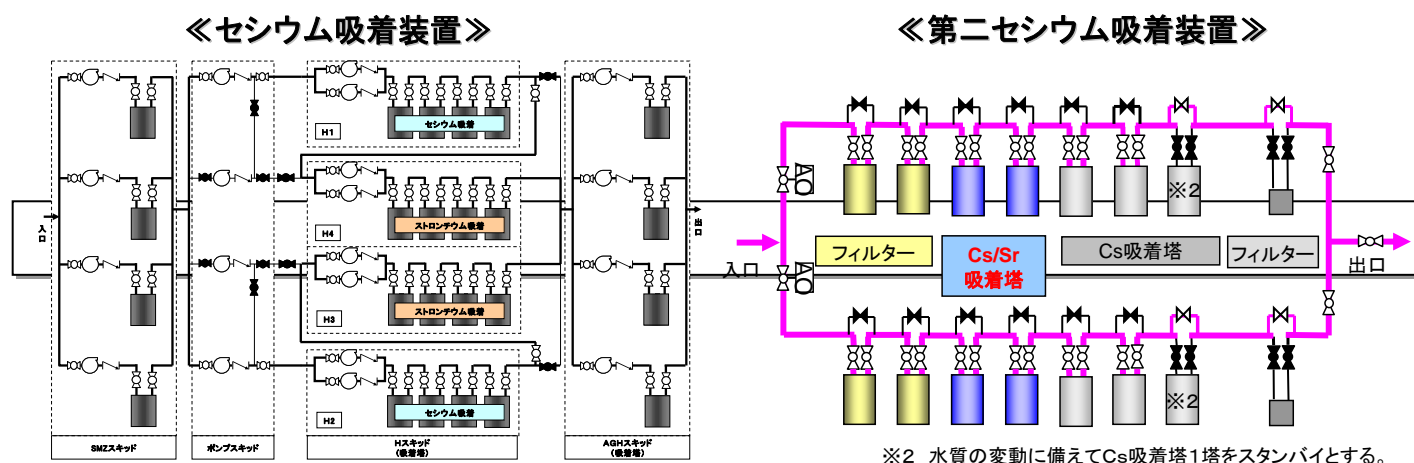 ≪セシウム吸着装置≫
≪第二セシウム吸着装置≫
セシウム吸着
H1
ストロンチウム吸着
H4
入口
出口
ストロンチウム吸着
H3
セシウム吸着
H2
SMZスキッド
ポンプスキッド
Hスキッド
(吸着塔)
AGHスキッド
(吸着塔)
AO
※2
入口
フィルター
Cs/Sr
吸着塔
Cs吸着塔
フィルター
出口
AO
※2
※2 水質の変動に備えてCs吸着塔1塔をスタンバイとする。